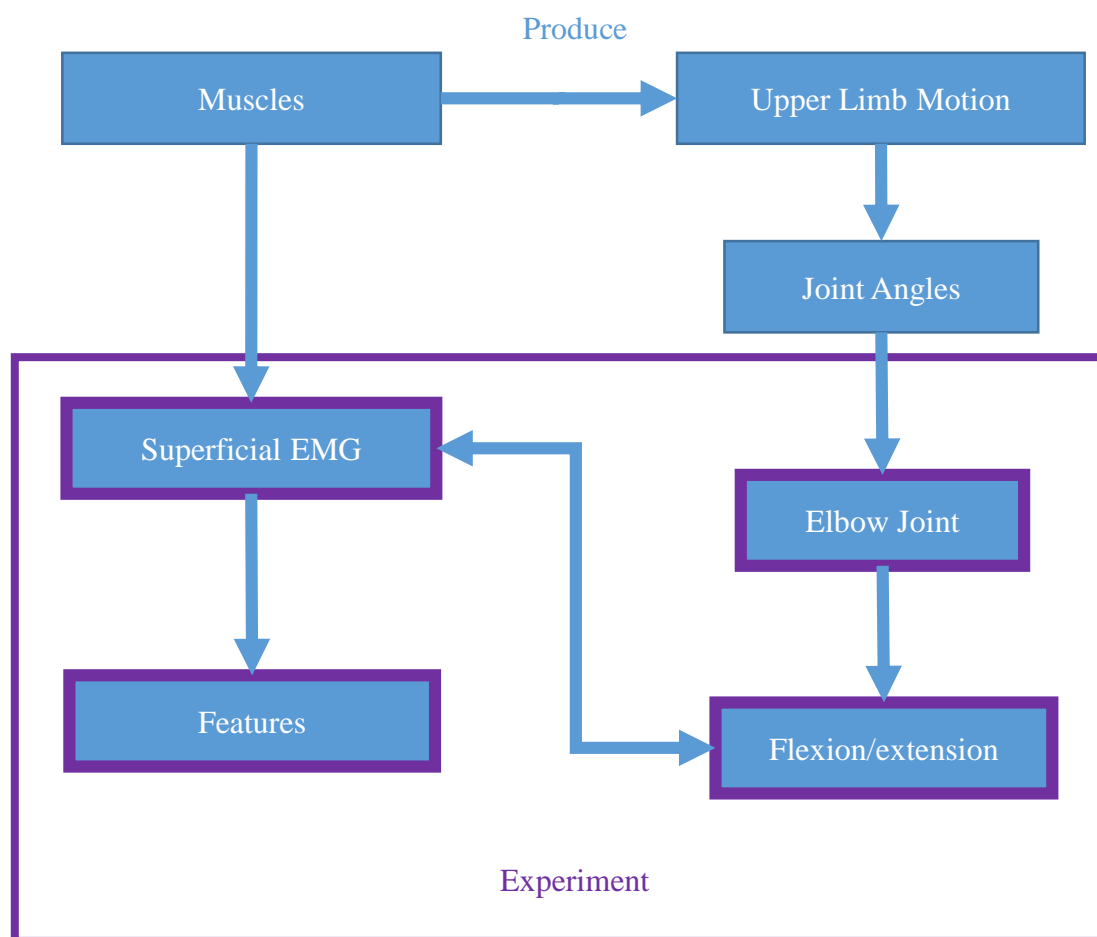 Produce
Muscles
Upper Limb Motion
Joint Angles
Superficial EMG
Elbow Joint
Features
Flexion/extension
Experiment